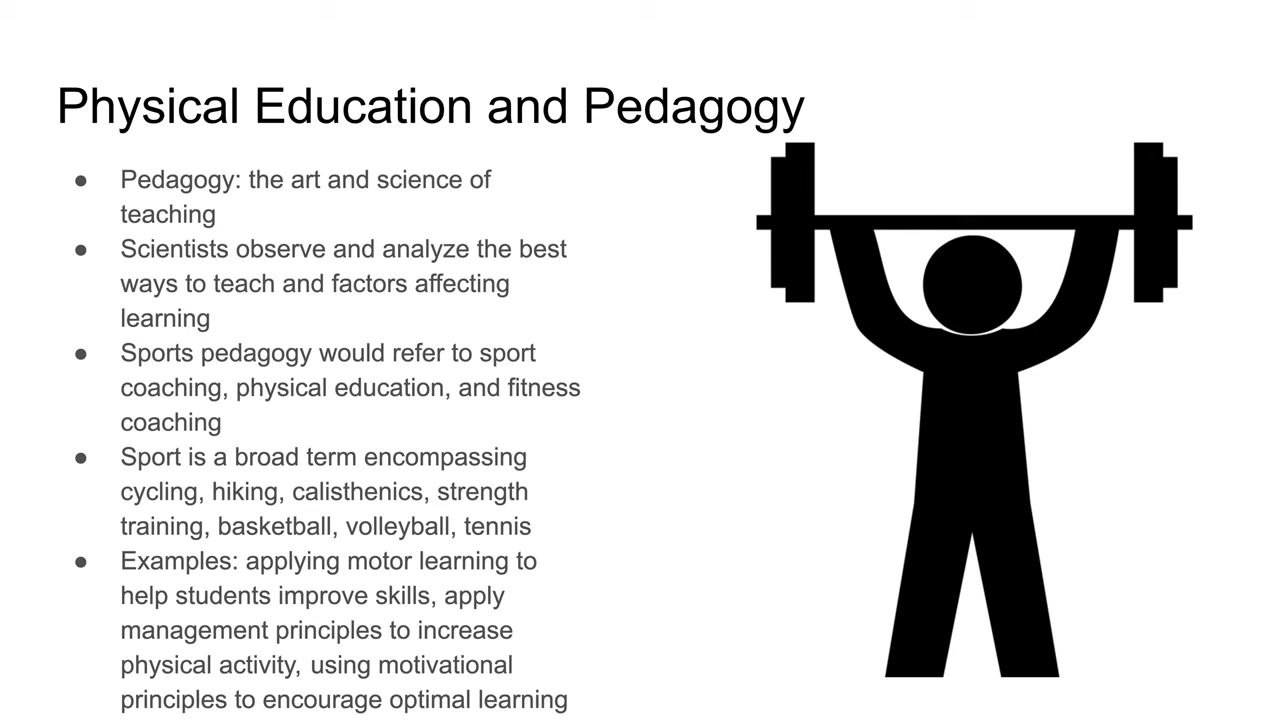 Physical Education and Pedagogy
● Pedagogy: the art and science of
teaching
● Scientists observe and analyze the best
ways to teach and factors affecting
learning
● Sports pedagogy would refer to sport
coaching, physical education, and fitness
coaching
● Sport is a broad term encompassing
cycling, hiking, calisthenics, strength
training, basketball, volleyball, tennis
● Examples: applying motor learning to
help students improve skills, apply
management principles to increase
physical activity, using motivational
principles to encourage optimal learning